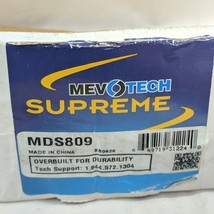 MEVOTECH
SUPREME
MDS809
MADE IN CHINA
OVERBUILT FOR DURABILITY
Tech Support: 1.844.572.1304